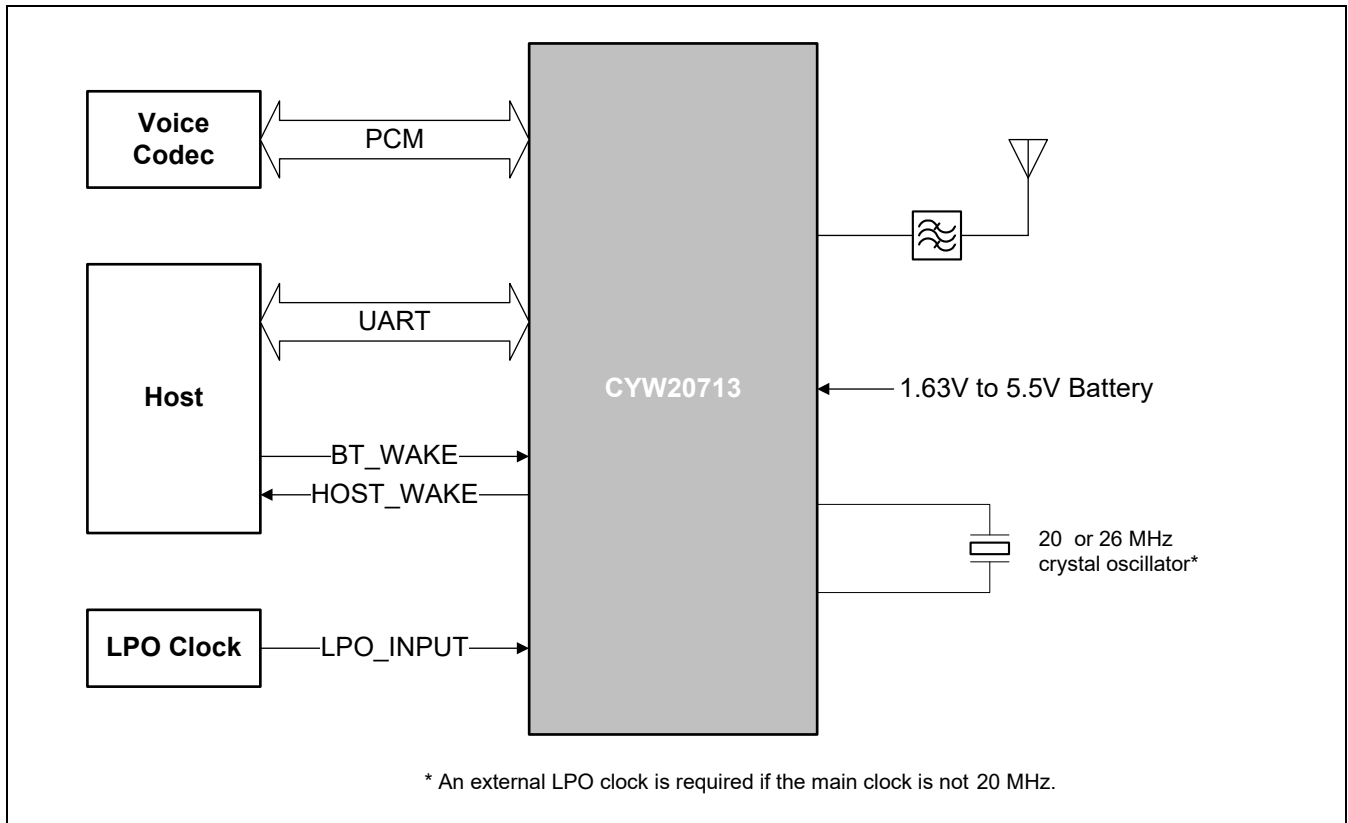 Voice
Codec
PCM
Host
UART
BT_WAKE
HOST_WAKE
LPO Clock
LPO_INPUT
CYW20713
1.63V to 5.5V Battery
20 or 26 MHz
crystal oscillator*
* An external LPO clock is required if the main clock is not 20 MHz.